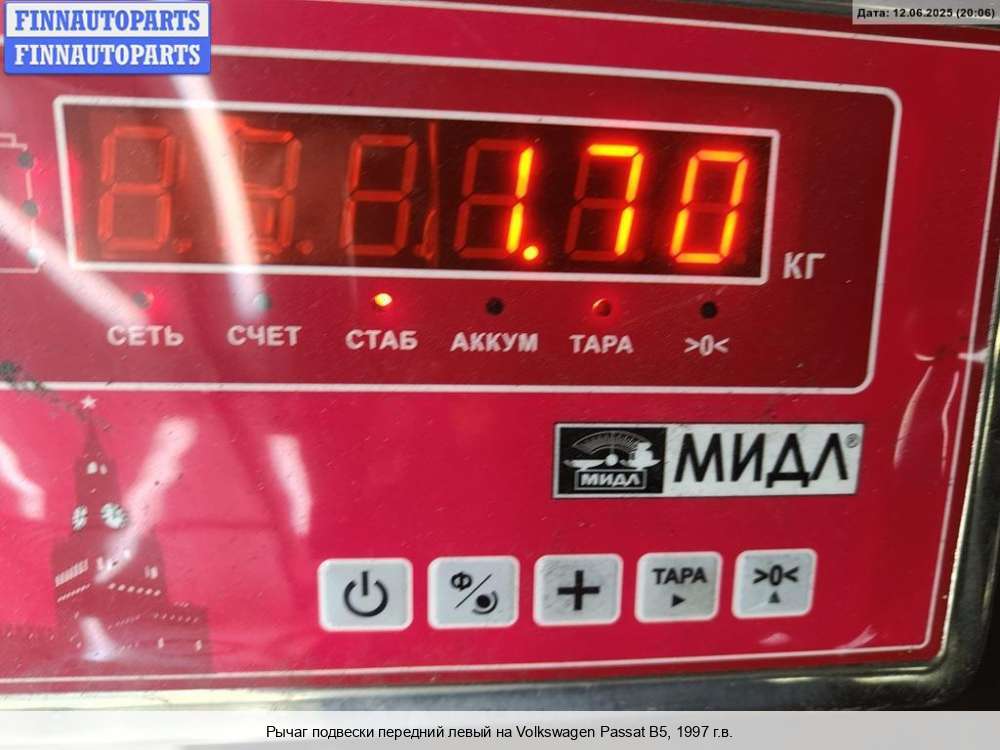 FINNAUTOPARTS
FINNAUTOPARTS
Дата: 12.06.2025 (20:06)
1.70
КГ
СЕТЬ СЧЕТ СТАБ АККУМ ТАРА >0<
МИДЛ
МИДЛ®
Ф
ТАРА
>0<
Рычаг подвески передний левый на Volkswagen Passat B5, 1997 г.в.